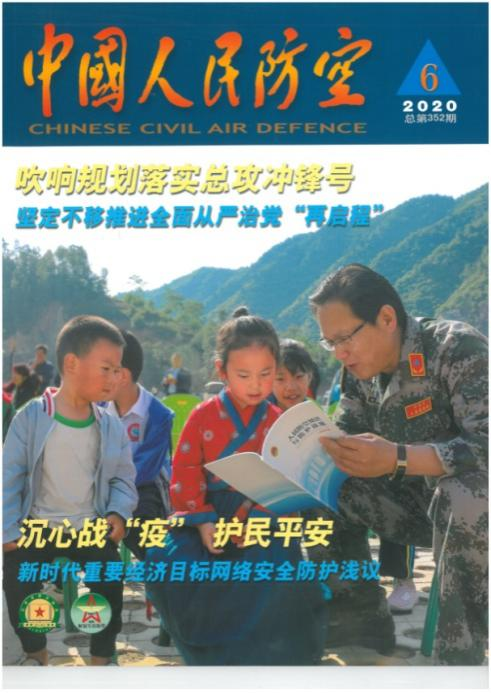 中國人民防空
CHINESE CIVIL AIR DEFENCE
6
2020
总第352期
吹响规划落实总攻冲锋号
坚定不移推进全面从严治党“再启程”
沉心战“疫” 护民平安
新时代重要经济目标网络安全防护浅议